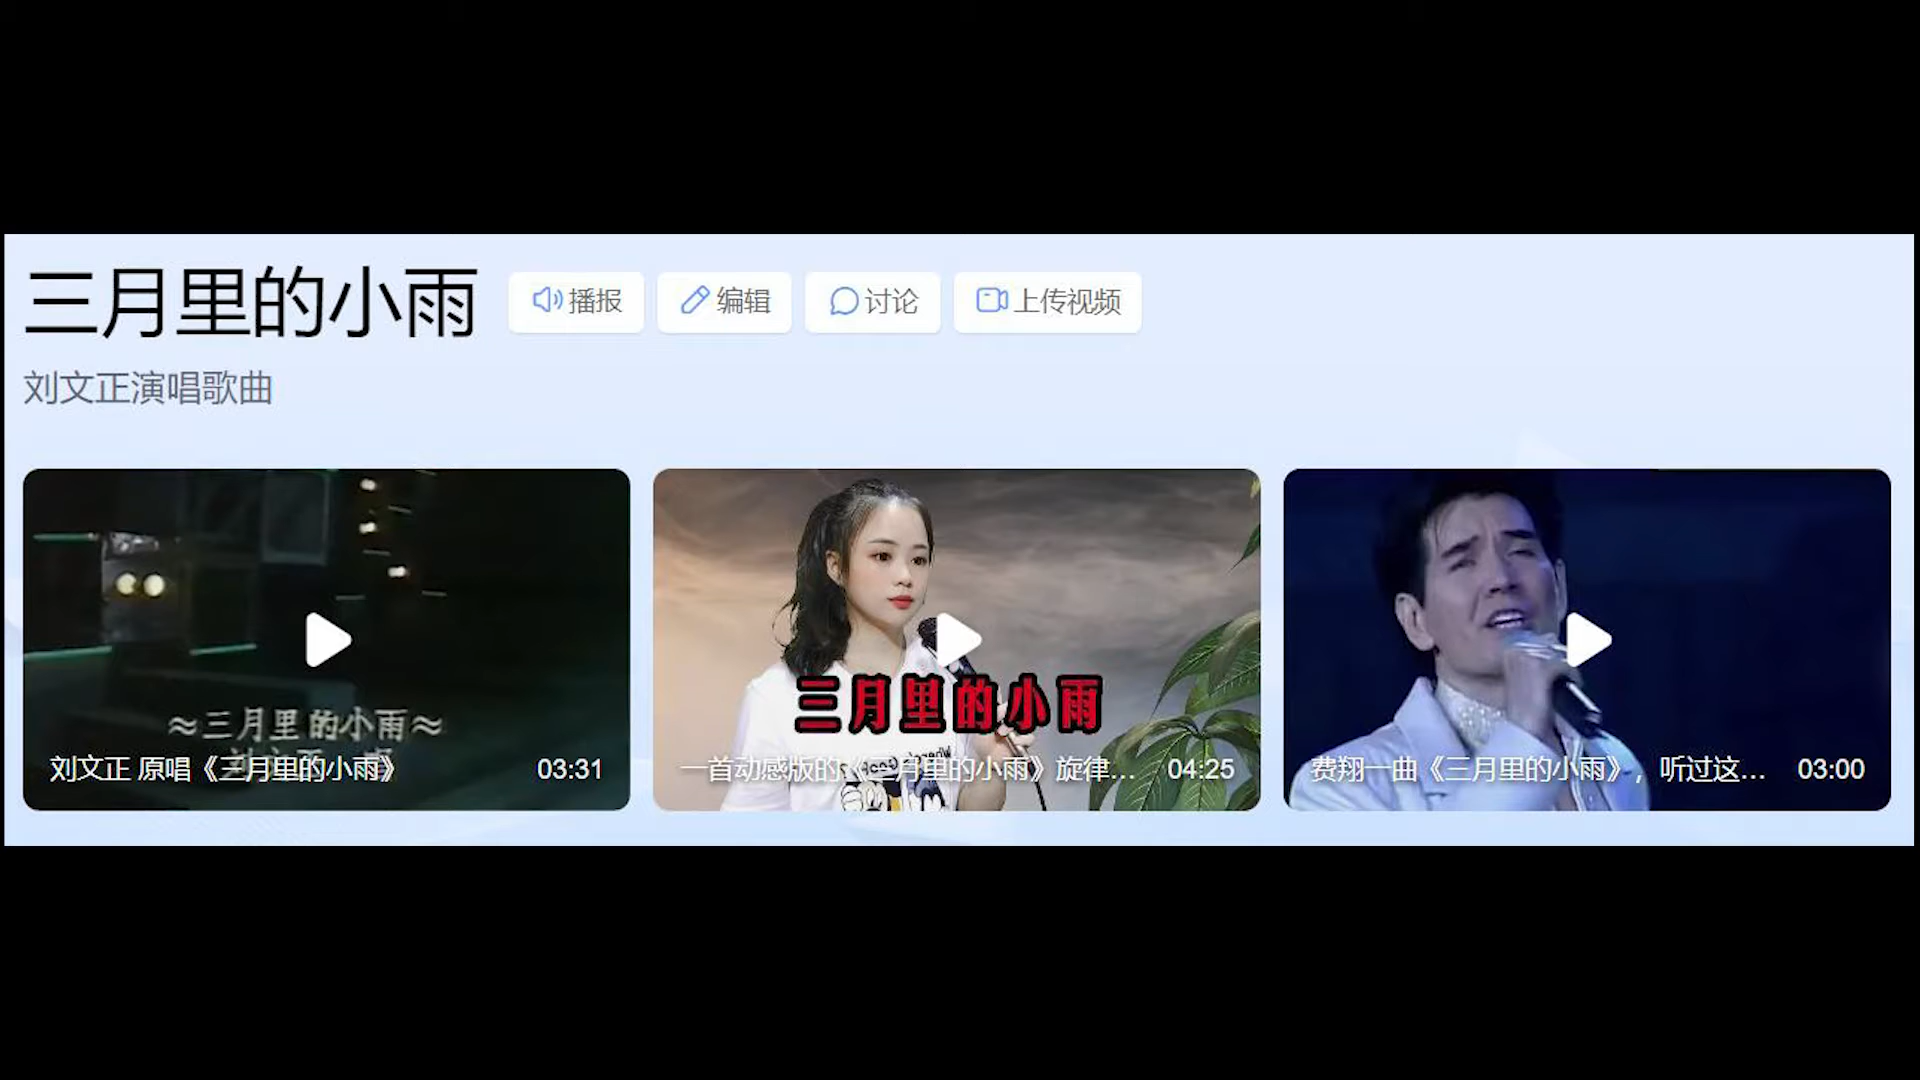 三月里的小雨
播报
编辑
讨论
上传视频
刘文正演唱歌曲
≈三月里的小雨≈
刘文正 原唱《三月里的小雨》
03:31
三月里的小雨
一首动感版的《三月里的小雨》旋律...
04:25
费翔一曲《三月里的小雨》，听过这...
03:00